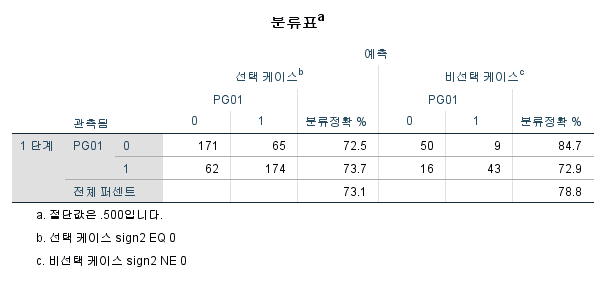 분류표a
예측
선택 케이스b 비선택 케이스c
PG01 PG01
관측됨 0 1 분류정확 % 0 1 분류정확 %
1 단계 PG01 0 171 65 72.5 50 9 84.7
1 62 174 73.7 16 43 72.9
전체 퍼센트 73.1 78.8
a. 절단값은 .500입니다.
b. 선택 케이스 sign2 EQ 0
c. 비선택 케이스 sign2 NE 0